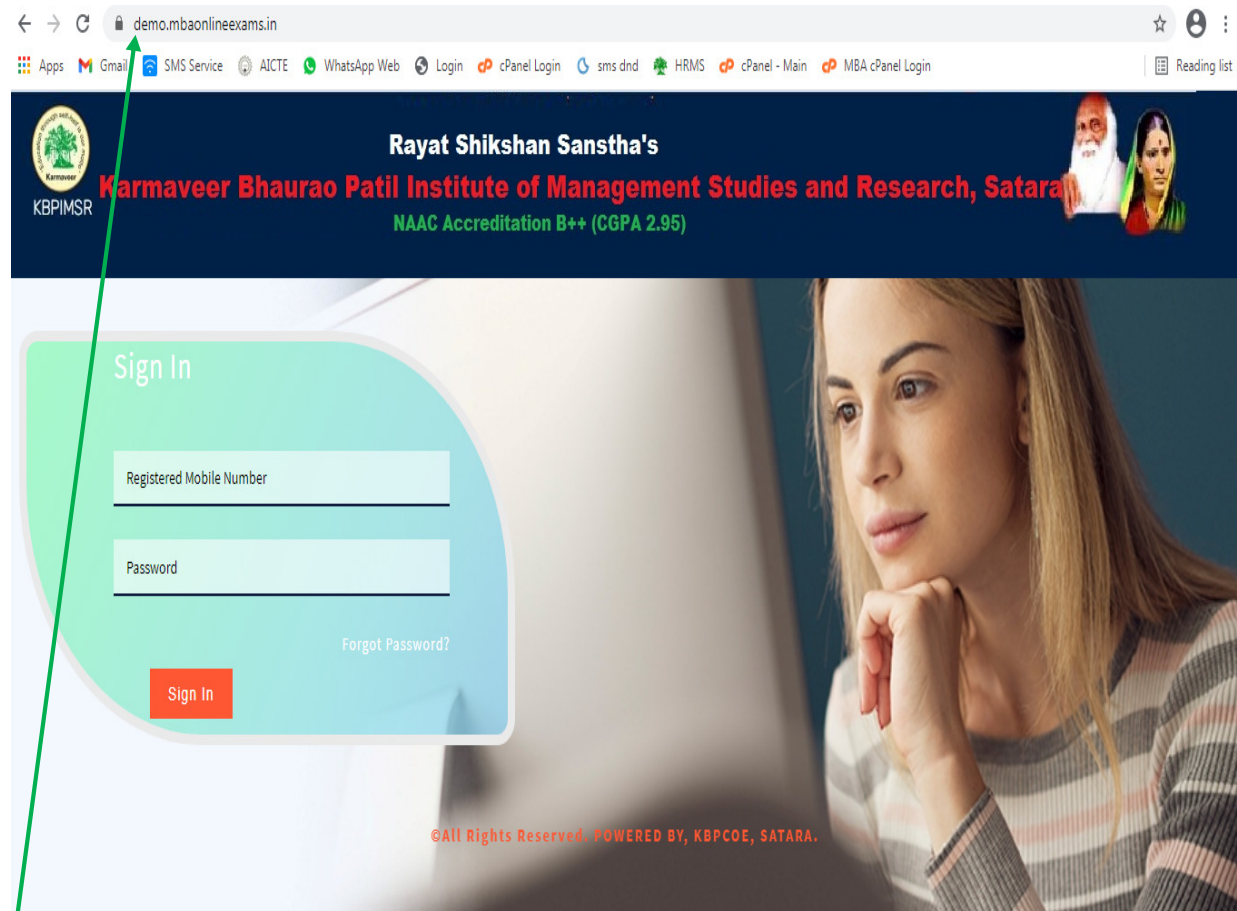 demo.mbaonlineexams.in
Apps Gmail SMS Service AICTE WhatsApp Web Login cPanel Login sms dnd HRMS cPanel - Main MBA cPanel Login Reading list
Rayat Shikshan Sanstha's
Karmaveer Bhaurao Patil Institute of Management Studies and Research, Satara
NAAC Accreditation B++ (CGPA 2.95)
Karmaveer
KBPIMSR
Sign In
Registered Mobile Number
Password
Forgot Password?
Sign In
©All Rights Reserved. POWERED BY, KBPCOE, SATARA.